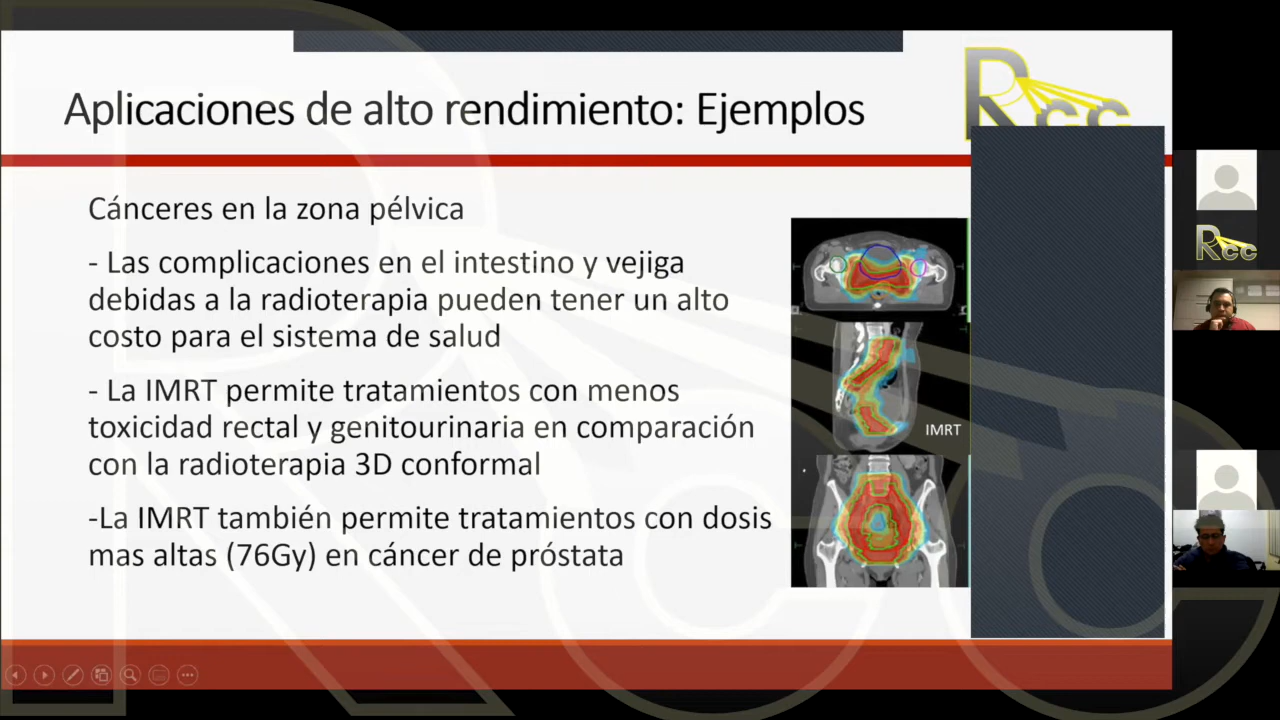 Aplicaciones de alto rendimiento: Ejemplos
Rcc
Cánceres en la zona pélvica
- Las complicaciones en el intestino y vejiga
debidas a la radioterapia pueden tener un alto
costo para el sistema de salud
- La IMRT permite tratamientos con menos
toxicidad rectal y genitourinaria en comparación
con la radioterapia 3D conformal
-La IMRT también permite tratamientos con dosis
mas altas (76Gy) en cáncer de próstata
IMRT
Rcc